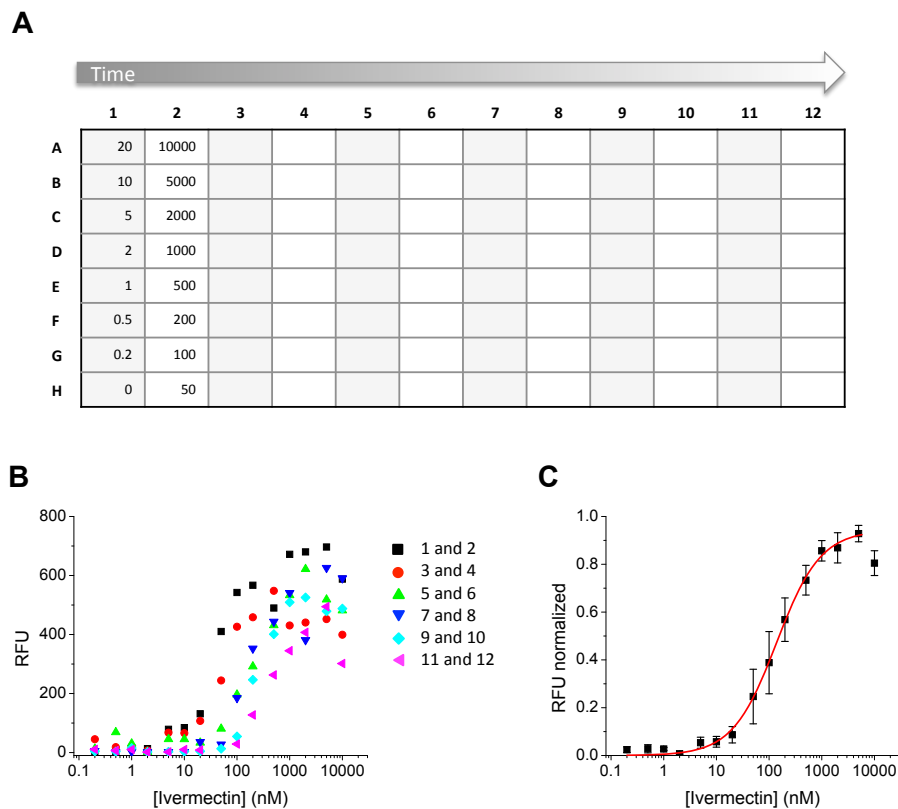 A
Time
1 2 3 4 5 6 7 8 9 10 11 12
A 20 10000
B 10 5000
C 5 2000
D 2 1000
E 1 500
F 0.5 200
G 0.2 100
H 0 50
B
800
600
400
200
0
RFU
0.1 1 10 100 1000 10000
[Ivermectin] (nM)
1 and 2
3 and 4
5 and 6
7 and 8
9 and 10
11 and 12
C
1.0
0.8
0.6
0.4
0.2
0.0
RFU normalized
0.1 1 10 100 1000 10000
[Ivermectin] (nM)